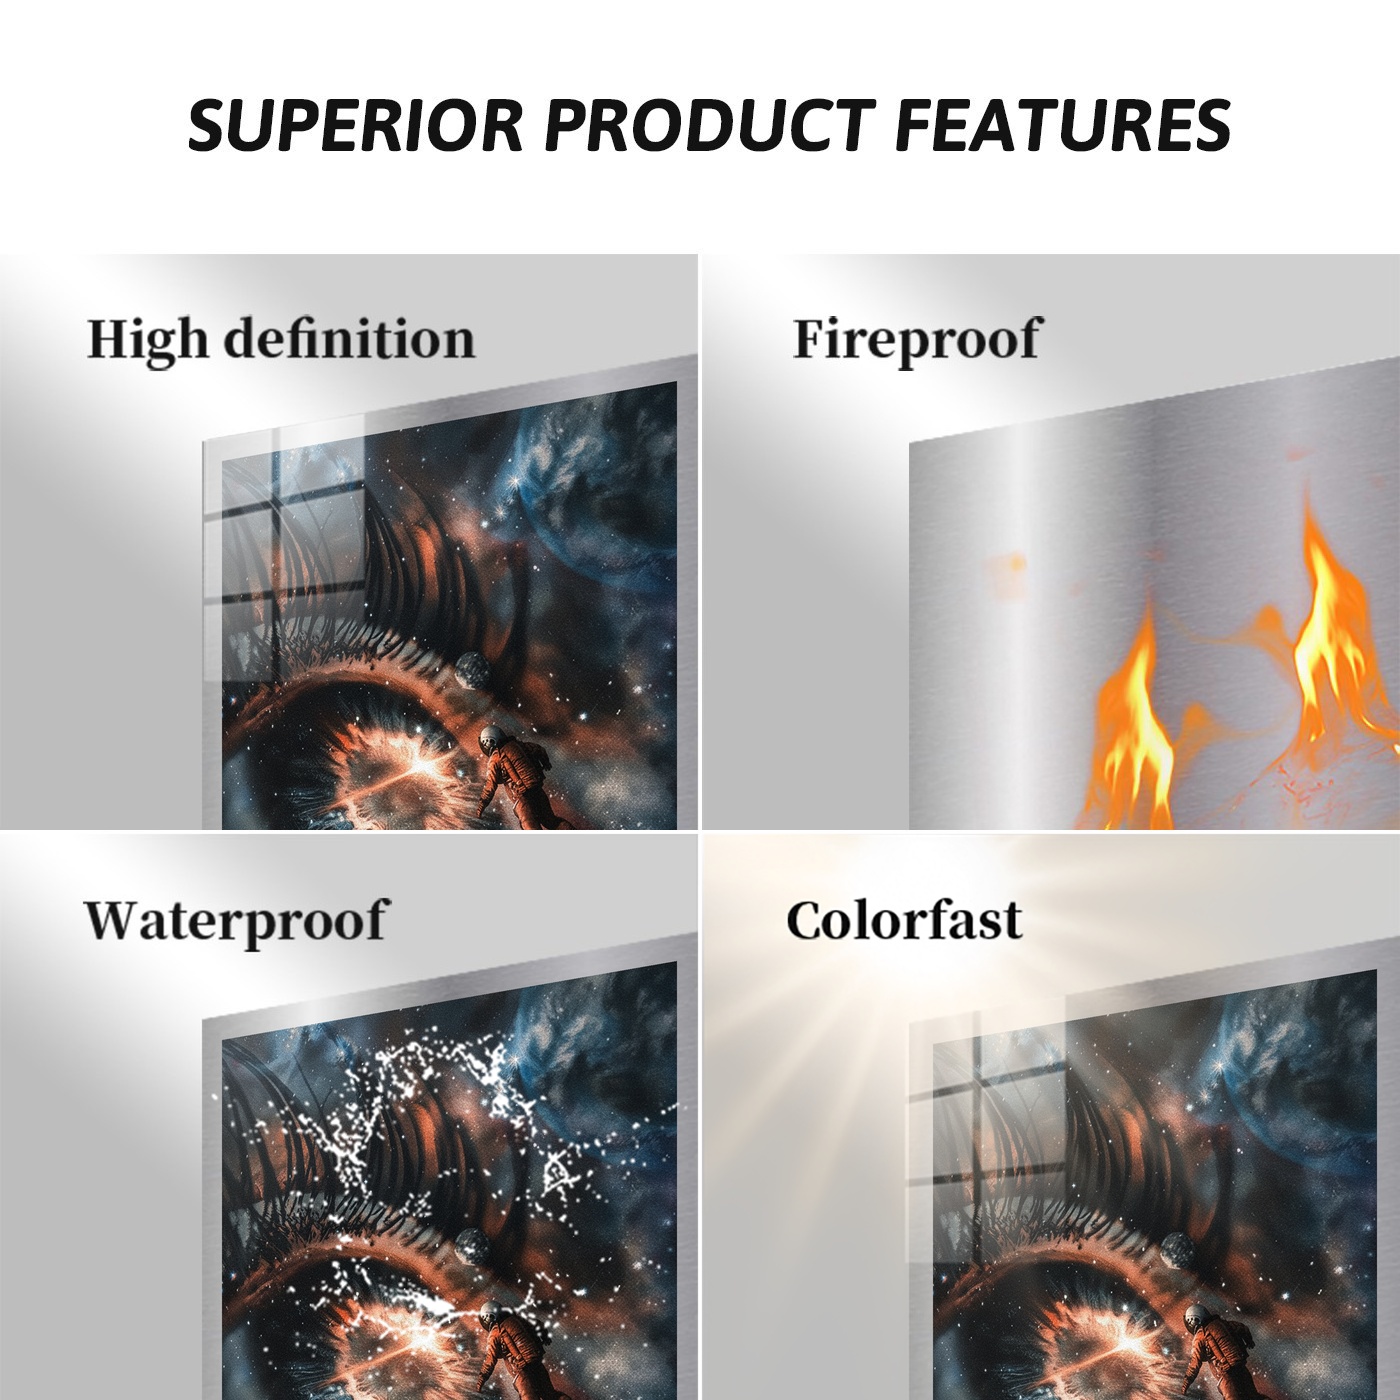 SUPERIOR PRODUCT FEATURES
High definition
Fireproof
Waterproof
Colorfast